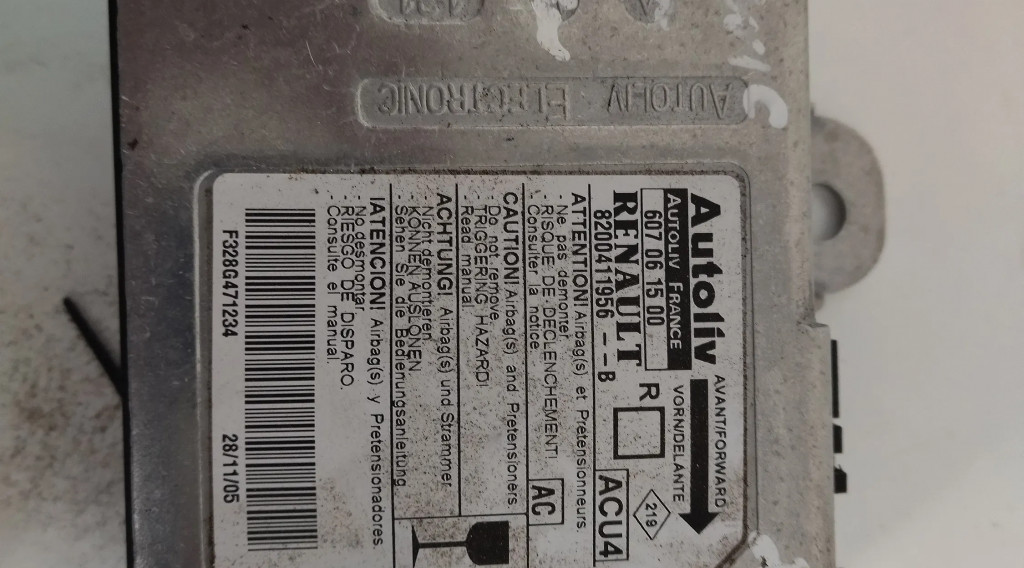 AUTOLIV ELECTRONIC
Autoliv
AVANT/FORWARD
VORN/DELANTE
AUTOLIV FRANCE
607 06 15 00
R
219
RENAULT
8200411956--B
ACU4
ATTENTION! Airbag(s) et Pretensionneurs.
- Ne pas demonter.
- RISQUE DE DECLENCHEMENT!
- Consulter la notice.
AC
CAUTION! Airbag(s) and Pretensioners.
- Do not remove.
- TRIGGERING HAZARD!
- Read manual.
ACHTUNG! Airbag(s) und Strammer
- Nicht demontieren.
- KÖNNEN AUSLÖSEN.
- Sehen Sie die Bedienungsanleitung
!ATENCION! Airbag(s) y Pretensionadores.
- No desmontar.
- RIESGO DE DISPARO.
- Consulte el manual.
F328G471234
28/11/05